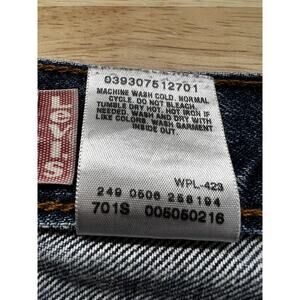 Levi's
039307512701
MACHINE WASH COLD. NORMAL
CYCLE. DO NOT BLEACH.
TUMBLE DRY HOT. HOT IRON IF
NEEDED. WASH AND DRY WITH
LIKE COLORS. WASH GARMENT
INSIDE OUT.
WPL-423
249 0506 258194
701S 005050216